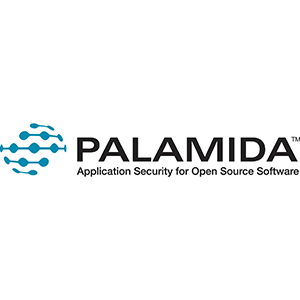 PALAMIDA™
Application Security for Open Source Software